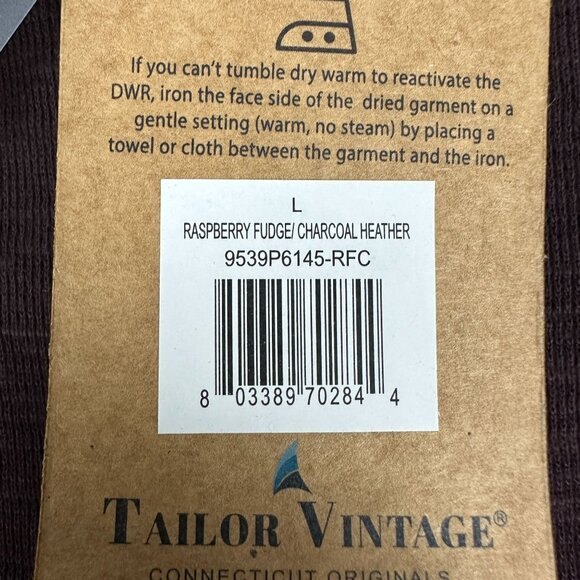 If you can't tumble dry warm to reactivate the
DWR, iron the face side of the dried garment on a
gentle setting (warm, no steam) by placing a
towel or cloth between the garment and the iron.
L
RASPBERRY FUDGE/ CHARCOAL HEATHER
9539P6145-RFC
8 03389 70284 4
TAILOR VINTAGE®
CONNECTICUT ORIGINALS